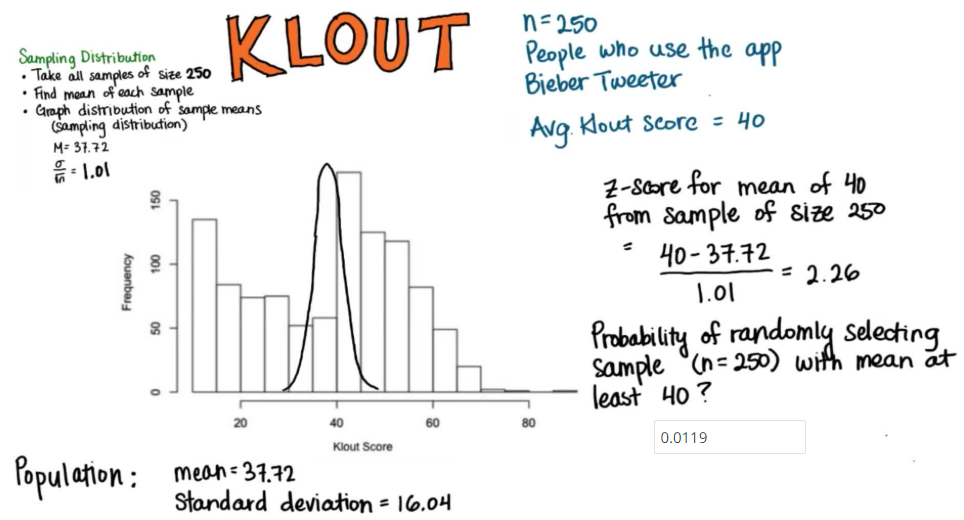 KLOUT
Sampling Distribution
• Take all samples of size 250
• Find mean of each sample
• Graph distribution of sample means
(sampling distribution)
M = 37.72
σ/√n = 1.01
n = 250
People who use the app
Bieber Tweeter
Avg. Klout score = 40
Z-score for mean of 40
from sample of size 250
= 40 - 37.72 / 1.01 = 2.26
Probability of randomly selecting
sample (n = 250) with mean at
least 40?
0.0119
Frequency
150
100
50
0
20 40 60 80
Klout Score
Population: mean = 37.72
Standard deviation = 16.04